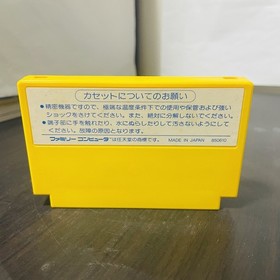 カセットについてのお願い
●精密機器ですので、極端な温度条件下での使用や保管および強い
ショックをさけてください。また、絶対に分解しないでください。
●端子部に手を触れたり、水にぬらしたりして汚さないようにして
ください。故障の原因となります。
ファミリーコンピュータは任天堂の商標です。 MADE IN JAPAN